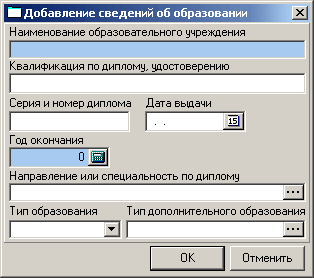 Добавление сведений об образовании
Наименование образовательного учреждения
Квалификация по диплому, удостоверению
Серия и номер диплома Дата выдачи
. . 15
Год окончания
0
Направление или специальность по диплому
...
Тип образования Тип дополнительного образования
...
OK Отменить